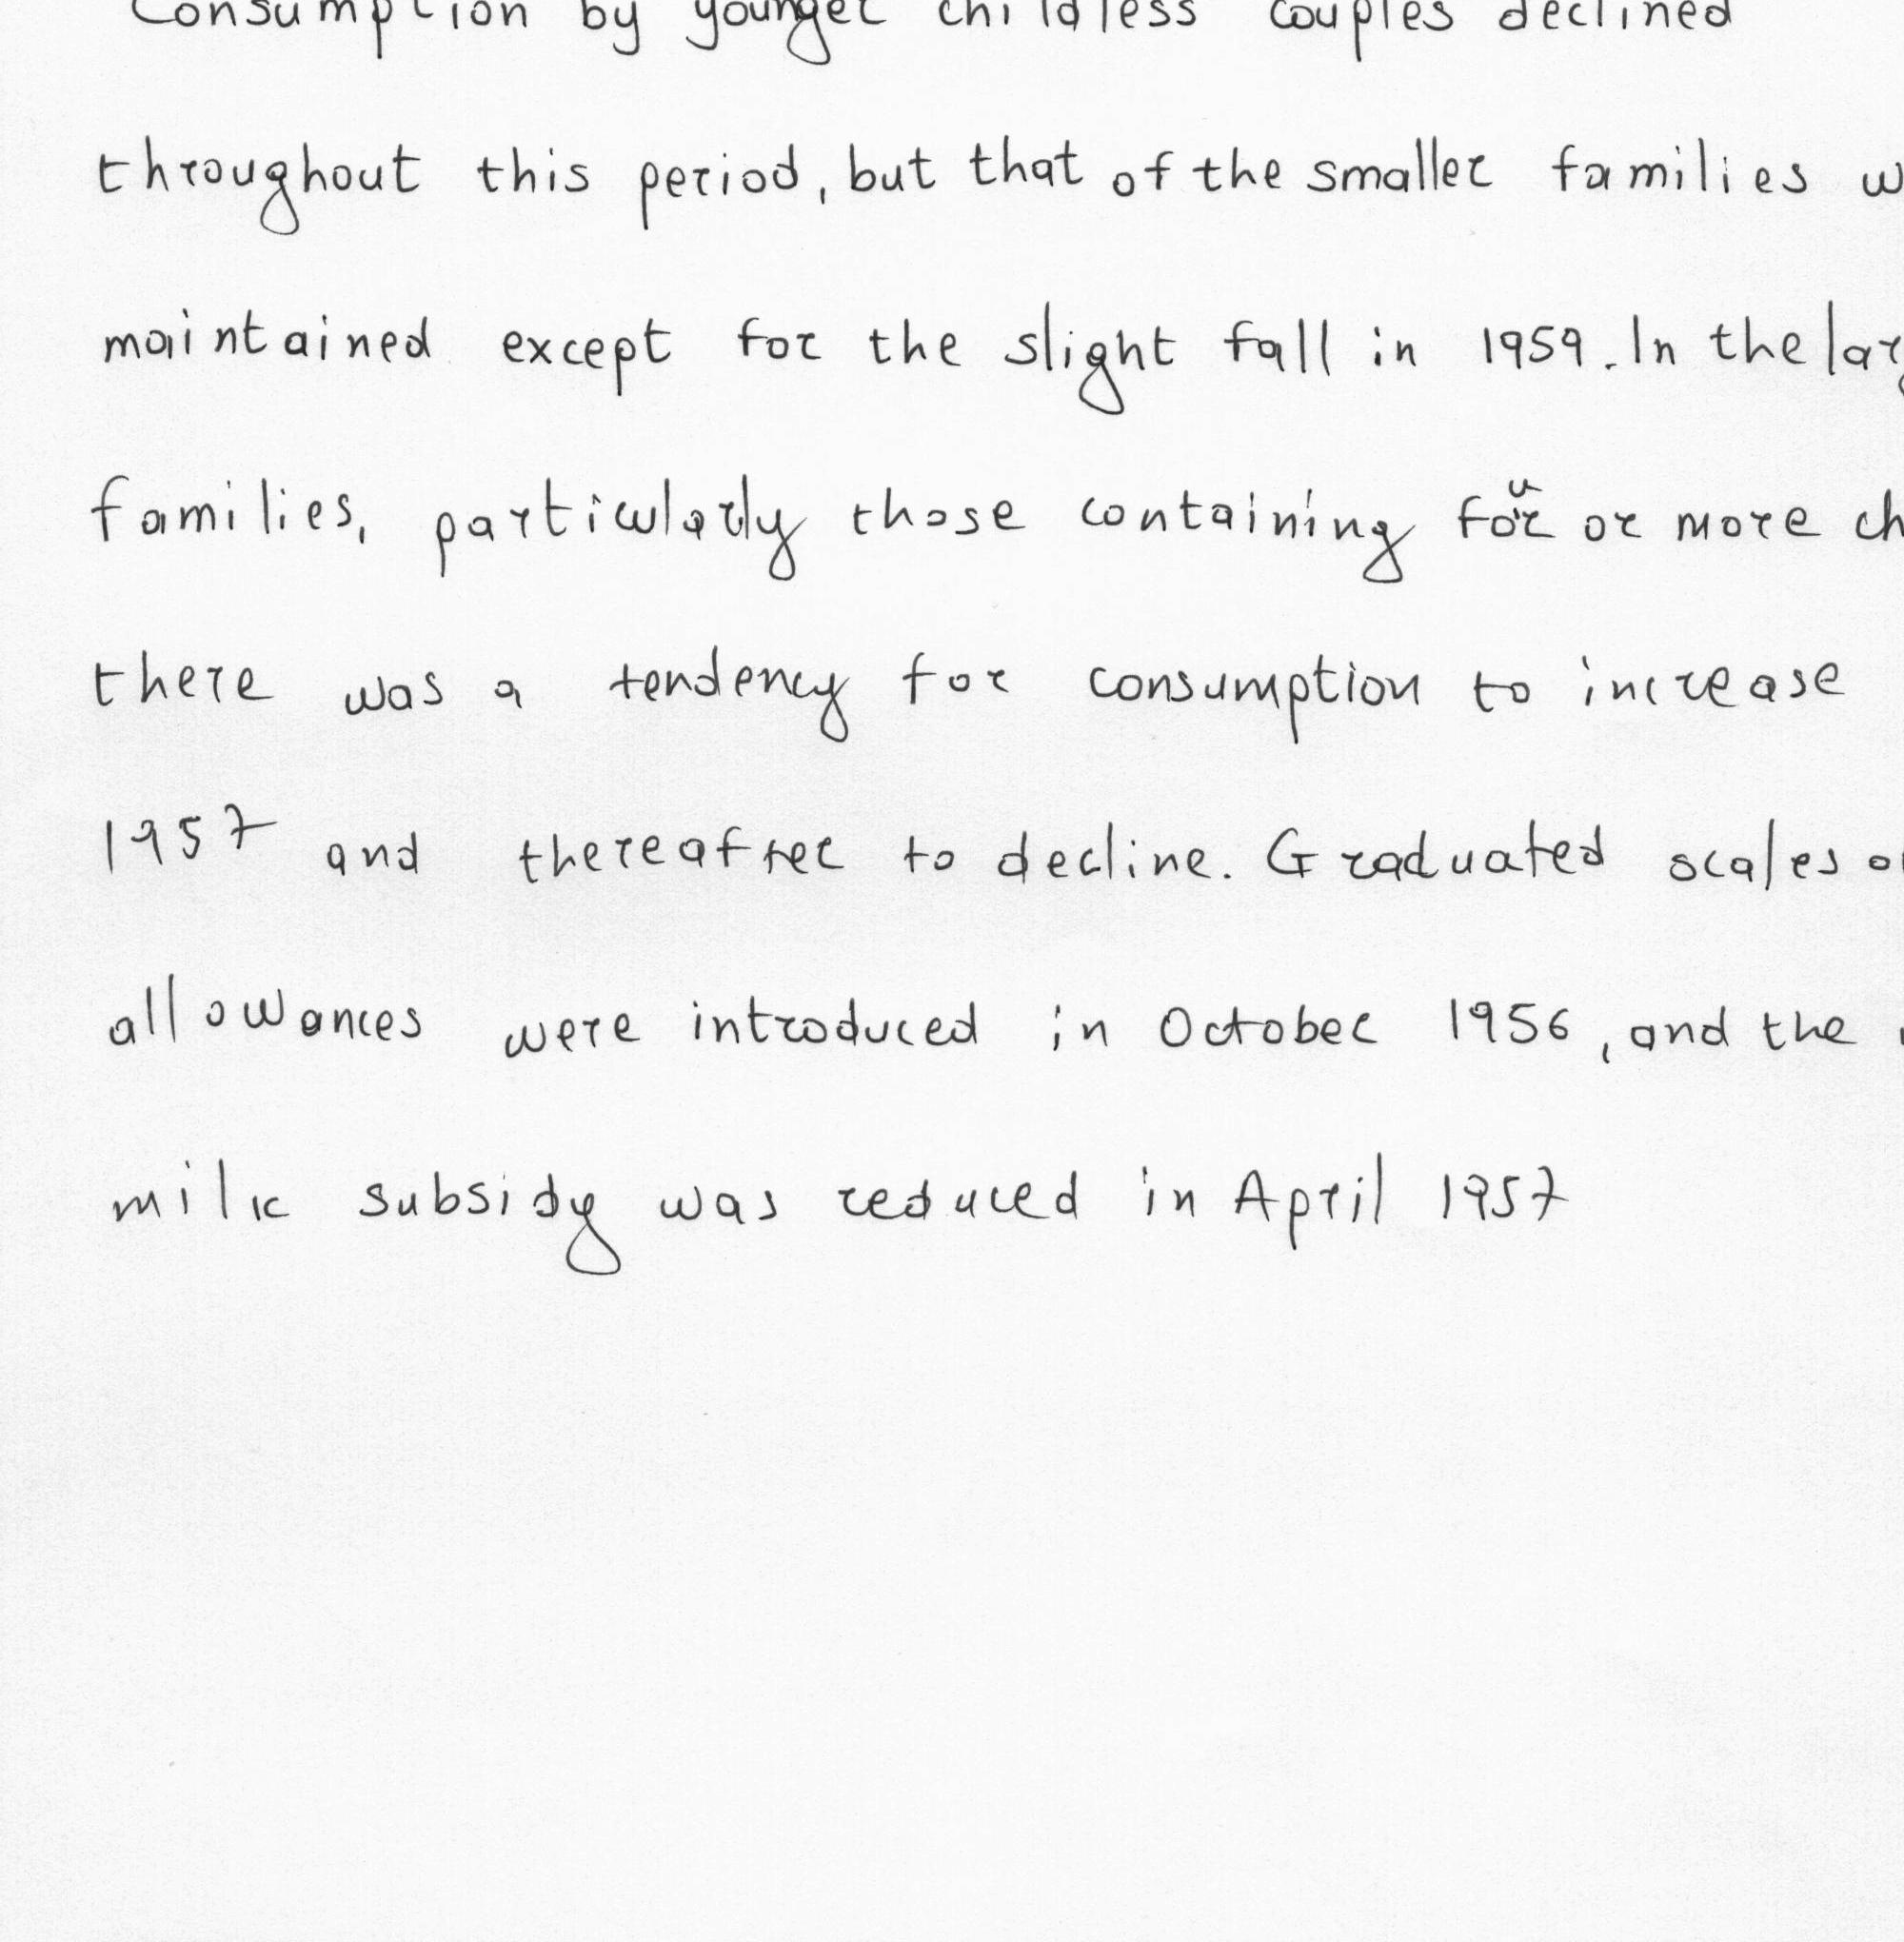 Consumption by younger childless couples declined
throughout this period, but that of the smaller families
maintained except for the slight fall in 1959. In the
families, particularly those containing four or more
there was a tendency for consumption to increase
1957 and thereafter to decline. Graduated scales
allowances were introduced in October 1956, and the
milk subsidy was reduced in April 1957